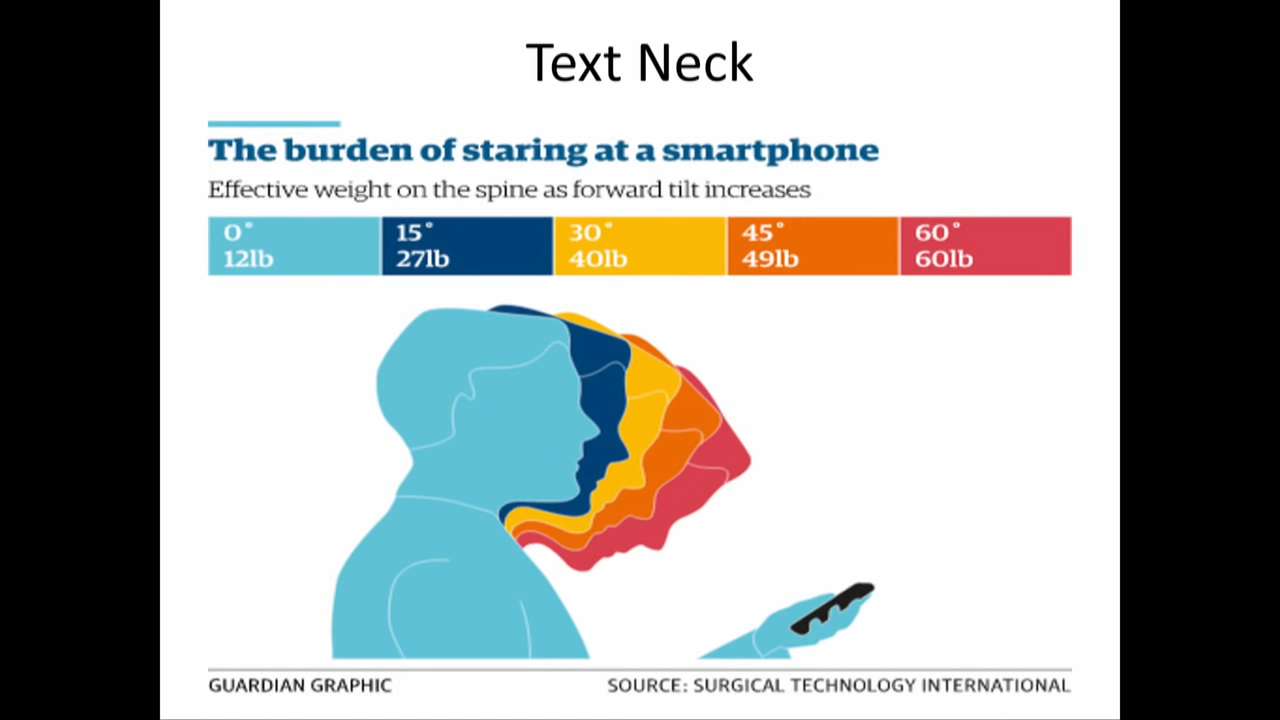 Text Neck
The burden of staring at a smartphone
Effective weight on the spine as forward tilt increases
0° 15° 30° 45° 60°
12lb 27lb 40lb 49lb 60lb
GUARDIAN GRAPHIC SOURCE: SURGICAL TECHNOLOGY INTERNATIONAL